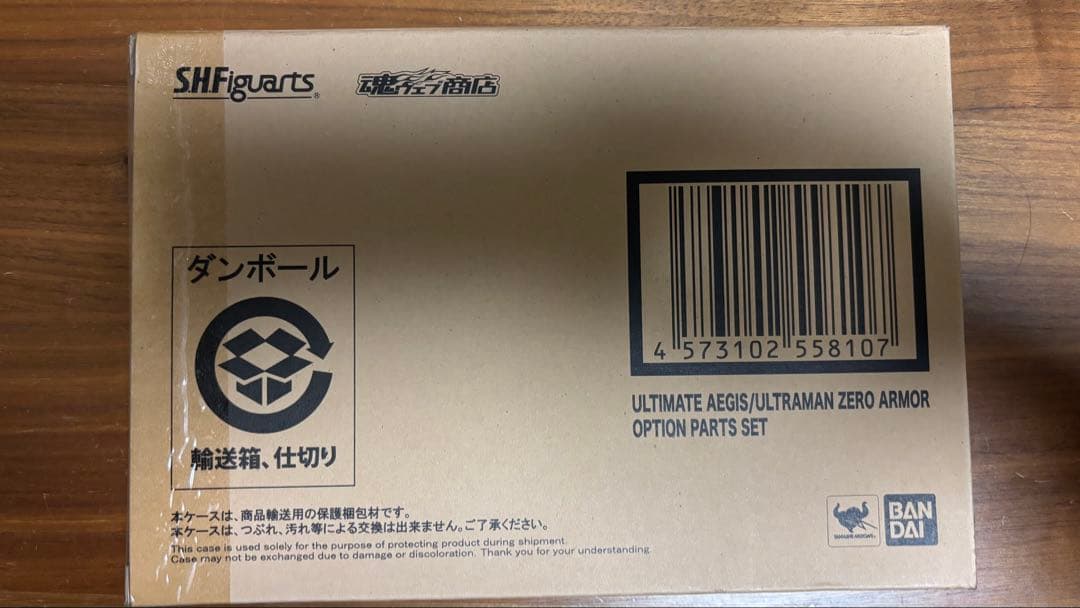 S.H.Figuarts®
魂ウェブ商店
4 573102 558107
ULTIMATE AEGIS/ULTRAMAN ZERO ARMOR
OPTION PARTS SET
ダンボール
輸送箱、仕切り
本ケースは、商品輸送用の保護梱包材です。
本ケースは、つぶれ、汚れ等による交換は出来ません。ご了承ください。
This case is used solely for the purpose of protecting product during shipment.
Case may not be exchanged due to damage or discoloration. Thank you for your understanding.
TAMASHII NATIONS
BAN
DAI